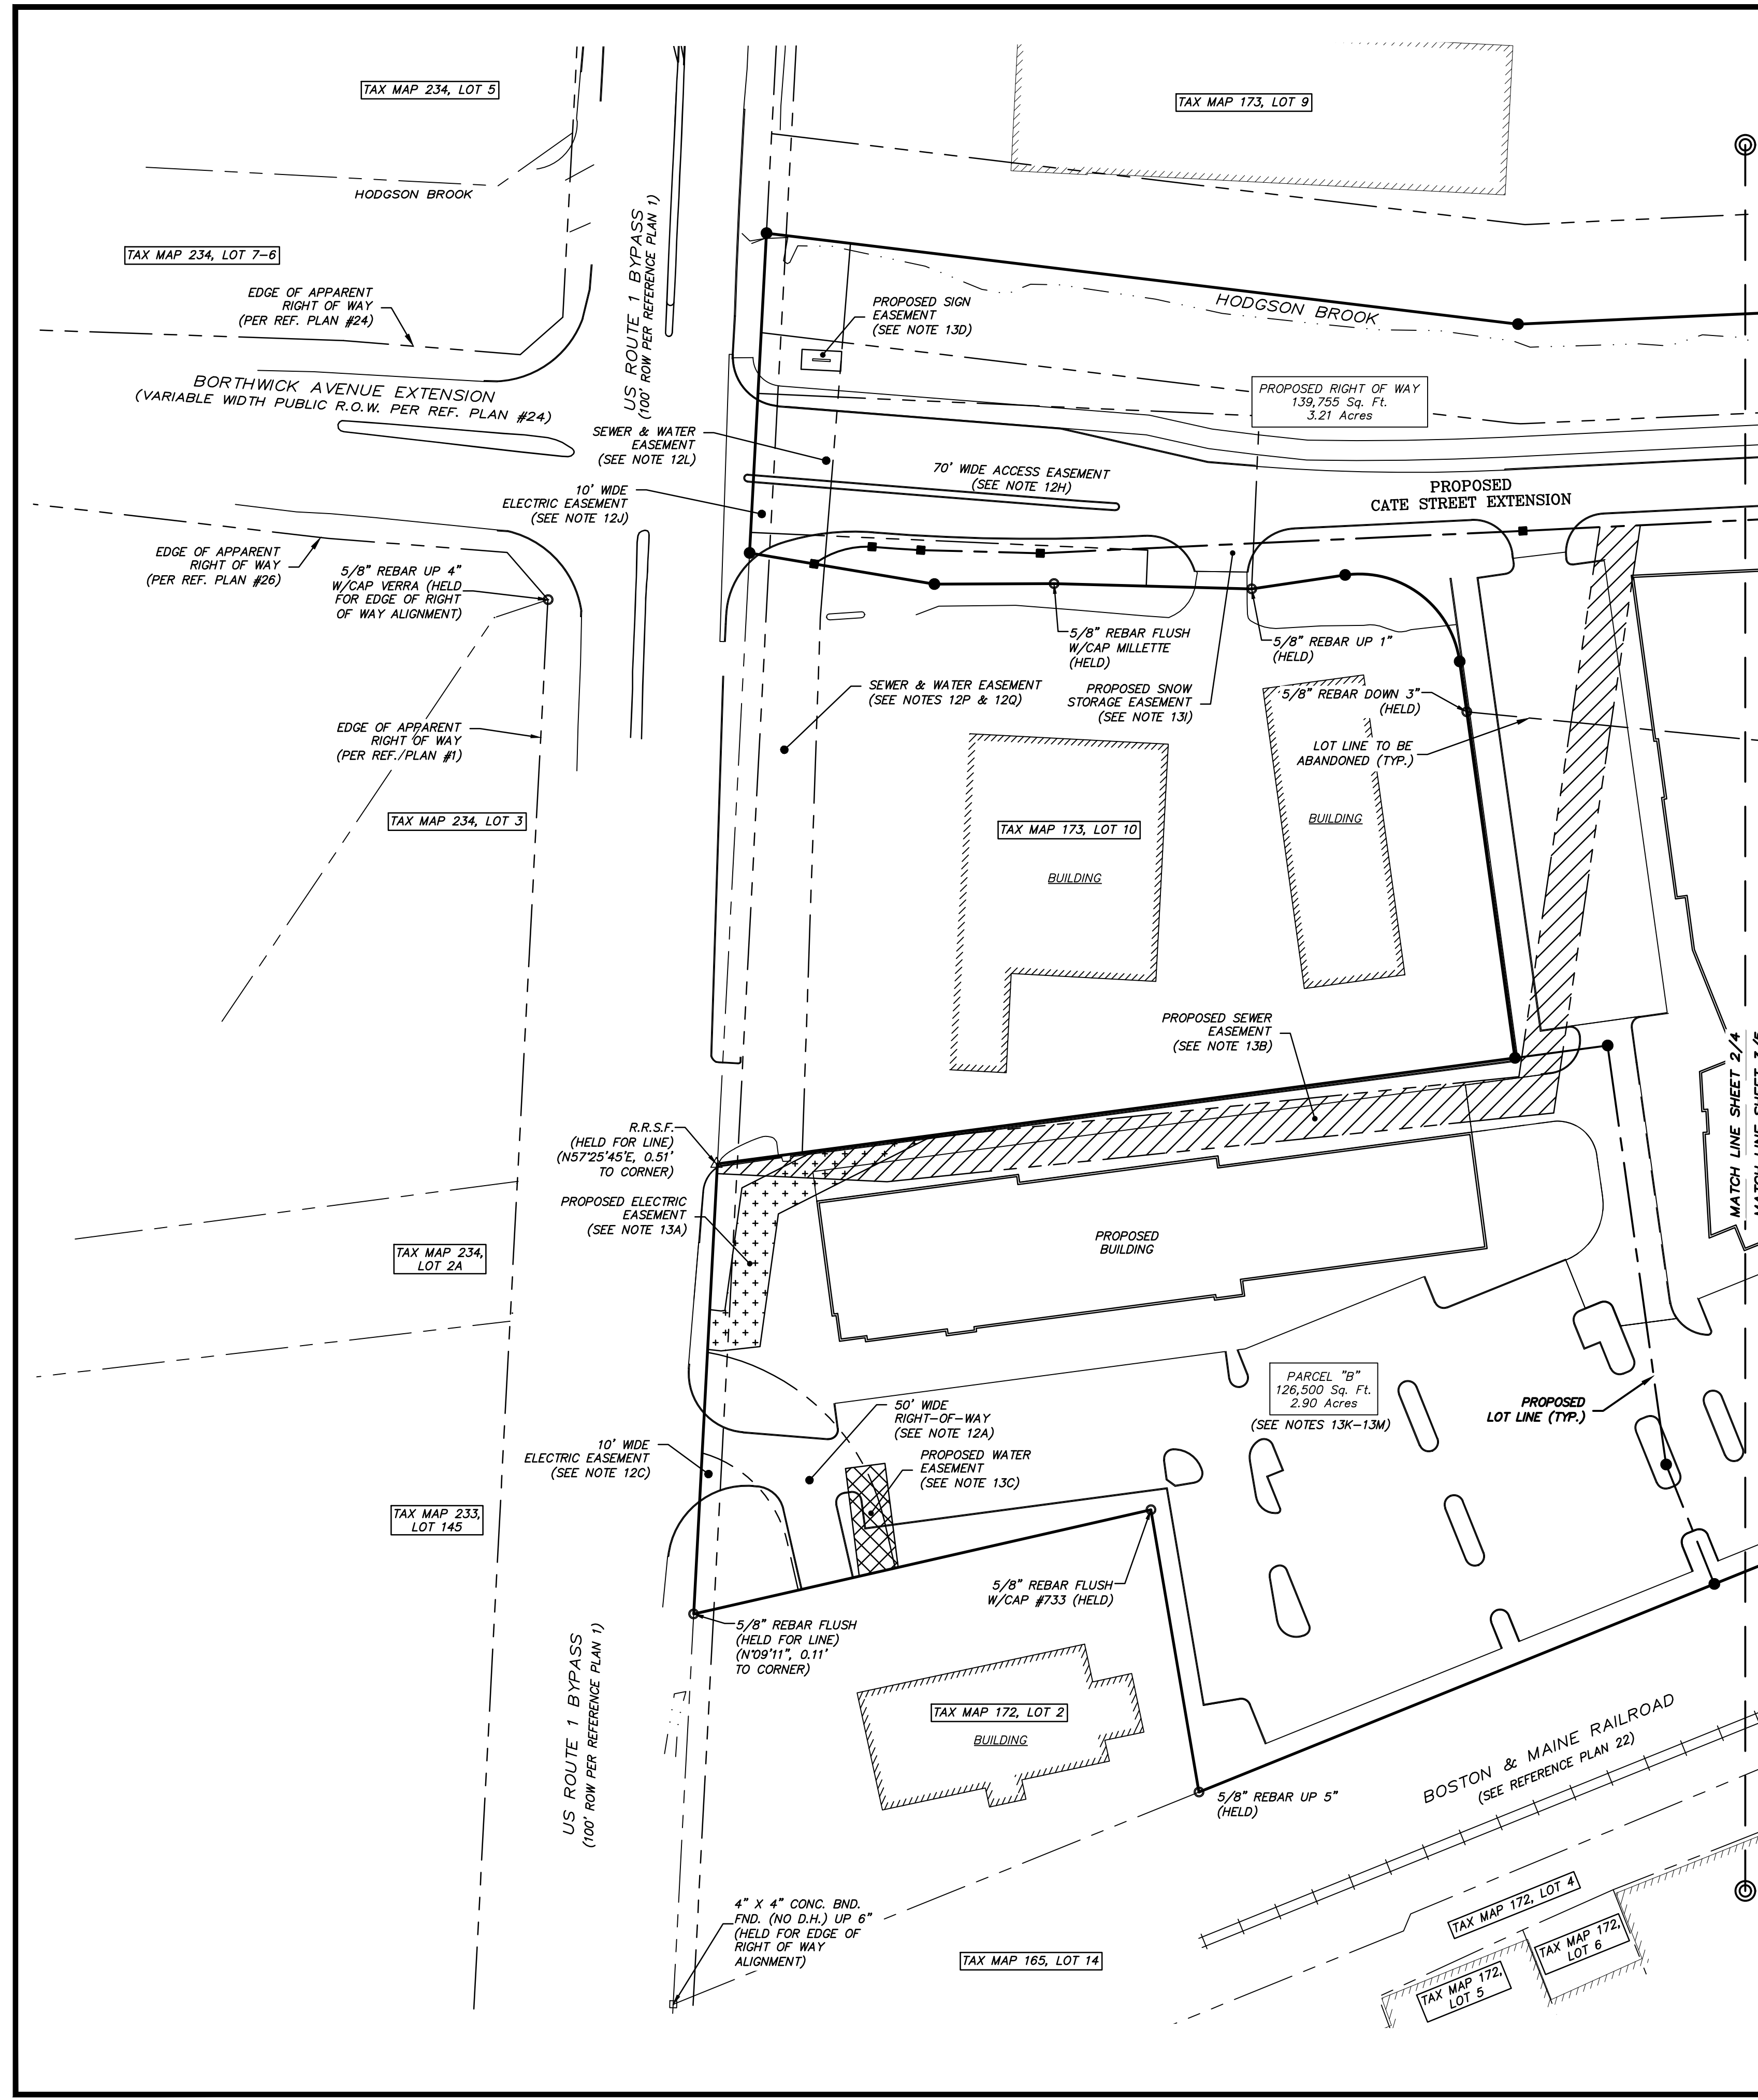 TAX MAP 234, LOT 5
TAX MAP 173, LOT 9
HODGSON BROOK
TAX MAP 234, LOT 7-6
EDGE OF APPARENT
RIGHT OF WAY
(PER REF. PLAN #24)
US ROUTE 1 BYPASS
(100' ROW PER REFERENCE PLAN 1)
PROPOSED SIGN
EASEMENT
(SEE NOTE 13D)
HODGSON BROOK
BORTHWICK AVENUE EXTENSION
(VARIABLE WIDTH PUBLIC R.O.W. PER REF. PLAN #24)
PROPOSED RIGHT OF WAY
139,755 Sq. Ft.
3.21 Acres
SEWER & WATER
EASEMENT
(SEE NOTE 12L)
70' WIDE ACCESS EASEMENT
(SEE NOTE 12H)
PROPOSED
CATE STREET EXTENSION
10' WIDE
ELECTRIC EASEMENT
(SEE NOTE 12J)
EDGE OF APPARENT
RIGHT OF WAY
(PER REF. PLAN #26)
5/8" REBAR UP 4"
W/CAP VERRA (HELD
FOR EDGE OF RIGHT
OF WAY ALIGNMENT)
5/8" REBAR FLUSH
W/CAP MILLETTE
(HELD)
5/8" REBAR UP 1"
(HELD)
SEWER & WATER EASEMENT
(SEE NOTES 12P & 12Q)
PROPOSED SNOW
STORAGE EASEMENT
(SEE NOTE 13I)
5/8" REBAR DOWN 3"
(HELD)
EDGE OF APPARENT
RIGHT OF WAY
(PER REF./PLAN #1)
LOT LINE TO BE
ABANDONED (TYP.)
TAX MAP 234, LOT 3
TAX MAP 173, LOT 10
BUILDING
BUILDING
PROPOSED SEWER
EASEMENT
(SEE NOTE 13B)
MATCH LINE SHEET 2/4
MATCH LINE SHEET 3/5
R.R.S.F.
(HELD FOR LINE)
(N57°25'45"E, 0.51'
TO CORNER)
PROPOSED ELECTRIC
EASEMENT
(SEE NOTE 13A)
PROPOSED
BUILDING
TAX MAP 234,
LOT 2A
PARCEL "B"
126,500 Sq. Ft.
2.90 Acres
(SEE NOTES 13K-13M)
PROPOSED
LOT LINE (TYP.)
50' WIDE
RIGHT-OF-WAY
(SEE NOTE 12A)
10' WIDE
ELECTRIC EASEMENT
(SEE NOTE 12C)
PROPOSED WATER
EASEMENT
(SEE NOTE 13C)
TAX MAP 233,
LOT 145
5/8" REBAR FLUSH
W/CAP #733 (HELD)
5/8" REBAR FLUSH
(HELD FOR LINE)
(N°09'11", 0.11'
TO CORNER)
US ROUTE 1 BYPASS
(100' ROW PER REFERENCE PLAN 1)
TAX MAP 172, LOT 2
BUILDING
BOSTON & MAINE RAILROAD
(SEE REFERENCE PLAN 22)
5/8" REBAR UP 5"
(HELD)
4" X 4" CONC. BND.
FND. (NO D.H.) UP 6"
(HELD FOR EDGE OF
RIGHT OF WAY
ALIGNMENT)
TAX MAP 165, LOT 14
TAX MAP 172, LOT 4
TAX MAP 172,
LOT 6
TAX MAP 172,
LOT 5